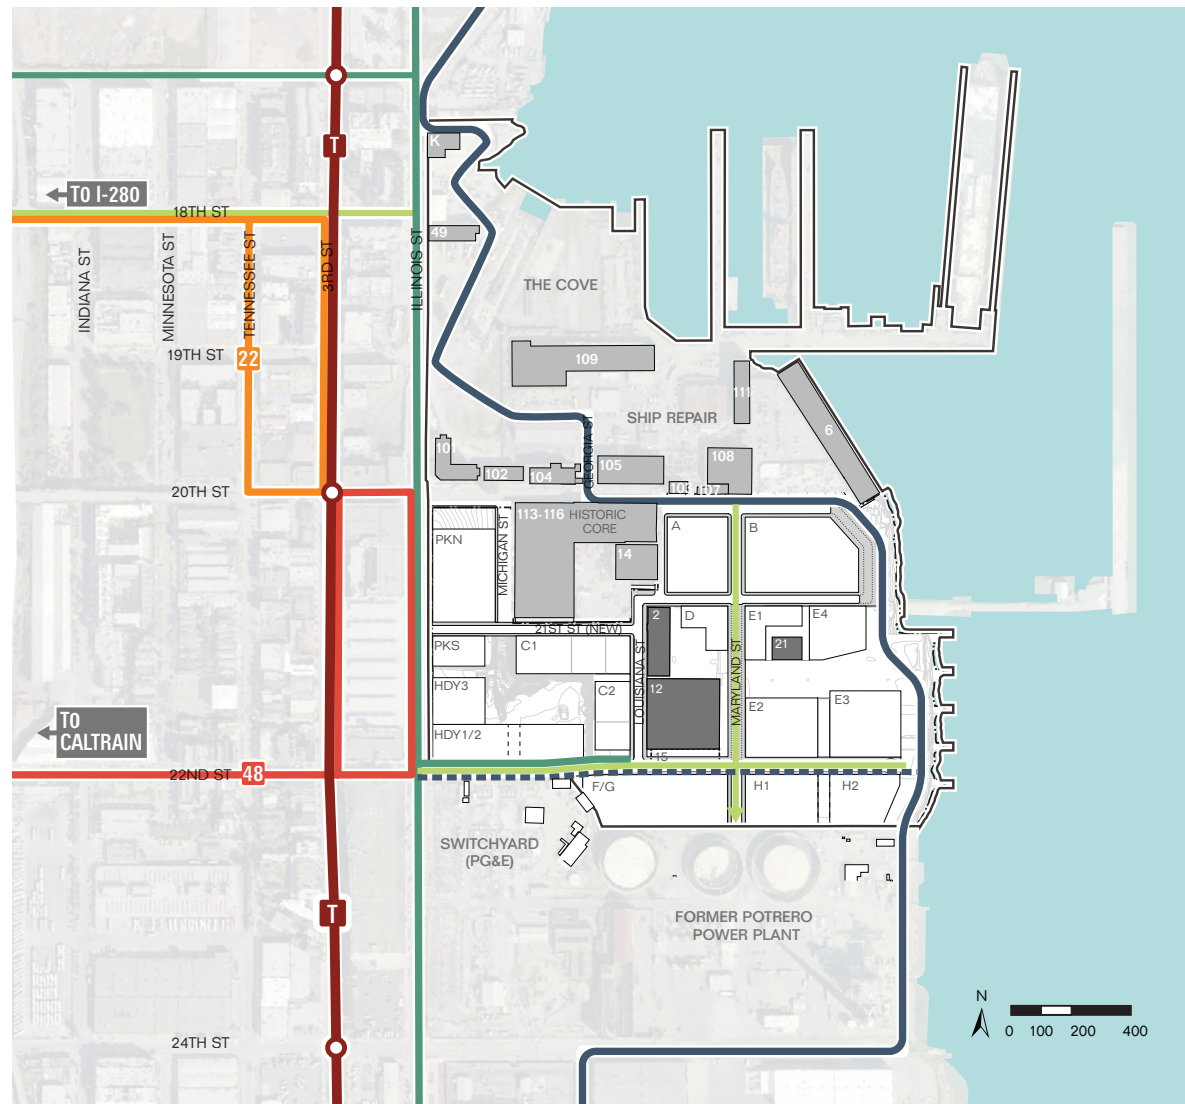 K
T
TO I-280
18TH ST
49
INDIANA ST
MINNESOTA ST
TENNESSEE ST
3RD ST
ILLINOIS ST
THE COVE
19TH ST
22
109
111
6
SHIP REPAIR
GEORGIA ST
101
102
104
105
108
103
107
20TH ST
113-116
HISTORIC
CORE
A
B
PKN
MICHIGAN ST
14
2
D
E1
E4
21ST ST (NEW)
PKS
C1
LOUISIANA ST
MARYLAND ST
21
HDY3
C2
12
E2
E3
TO
CALTRAIN
HDY1/2
15
22ND ST
48
F/G
H1
H2
SWITCHYARD
(PG&E)
T
FORMER POTRERO
POWER PLANT
N
0 100 200 400
24TH ST